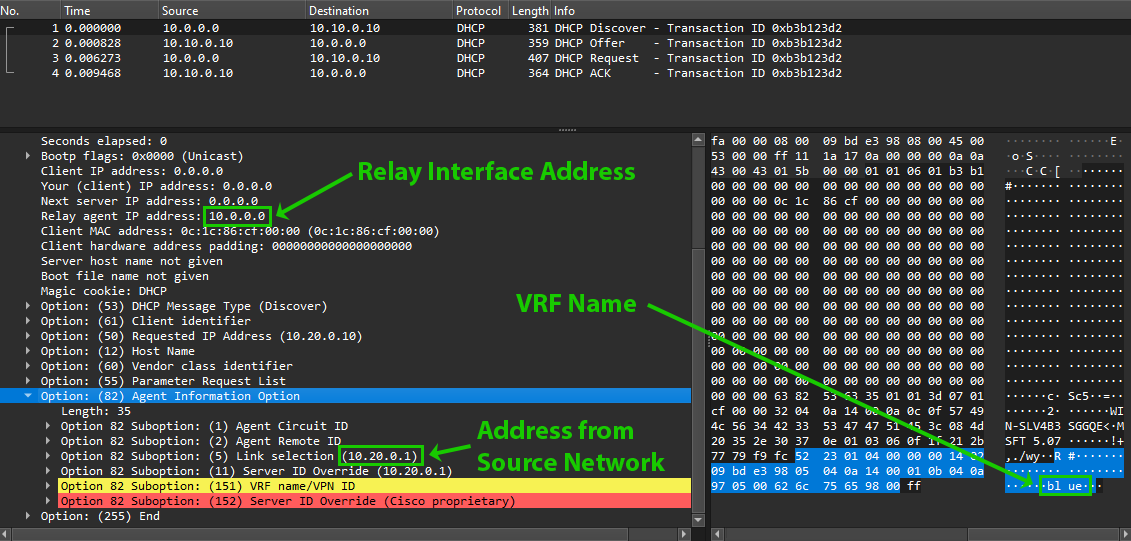 No. Time Source Destination Protocol Length Info
1 0.000000 10.0.0.0 10.10.0.10 DHCP 381 DHCP Discover - Transaction ID 0xb3b123d2
2 0.000828 10.10.0.10 10.0.0.0 DHCP 359 DHCP Offer - Transaction ID 0xb3b123d2
3 0.006273 10.0.0.0 10.10.0.10 DHCP 407 DHCP Request - Transaction ID 0xb3b123d2
4 0.009468 10.10.0.10 10.0.0.0 DHCP 364 DHCP ACK - Transaction ID 0xb3b123d2
Seconds elapsed: 0
Bootp flags: 0x0000 (Unicast)
Client IP address: 0.0.0.0
Your (client) IP address: 0.0.0.0
Next server IP address: 0.0.0.0
Relay agent IP address: 10.0.0.0
Client MAC address: 0c:1c:86:cf:00:00 (0c:1c:86:cf:00:00)
Client hardware address padding: 00000000000000000000
Server host name not given
Boot file name not given
Magic cookie: DHCP
Option: (53) DHCP Message Type (Discover)
Option: (61) Client identifier
Option: (50) Requested IP Address (10.20.0.10)
Option: (12) Host Name
Option: (60) Vendor class identifier
Option: (55) Parameter Request List
Option: (82) Agent Information Option
Length: 35
Option 82 Suboption: (1) Agent Circuit ID
Option 82 Suboption: (2) Agent Remote ID
Option 82 Suboption: (5) Link selection (10.20.0.1)
Option 82 Suboption: (11) Server ID Override (10.20.0.1)
Option 82 Suboption: (151) VRF name/VPN ID
Option 82 Suboption: (152) Server ID Override (Cisco proprietary)
Option: (255) End
Relay Interface Address
Address from
Source Network
VRF Name
fa 00 00 08 00 09 bd e3 98 08 00 45 00 ········ ·····E·
53 00 00 ff 11 1a 17 0a 00 00 00 0a 0a
43 00 43 01 5b 00 00 01 01 06 01 b3 b1
00 00 00 00 00 00 00 00 00 00 00 00 00
00 00 00 0c 1c 86 cf 00 00 00 00 00 00
00 00 00 00 00 00 00 00 00 00 00 00 00
00 00 00 00 00 00 00 00 00 00 00 00 00
00 00 00 00 00 00 00 00 00 00 00 00 00
00 00 00 00 00 00 00 00 00 00 00 00 00
00 00 00 00 00 00 00 00 00 00 00 00 00
00 00 00 00 00 00 00 00 00 00 00 00 00
00 00 00 00 00 00 00 00 00 00 00 00 00
00 00 00 00 00 00 00 00 00 00 00 00 00
00 00 00 00 00 00 00 00 00 00 00 00 00
00 00 00 00 00 00 00 00 00 00 00 00 00
00 00 00 00 00 00 00 00 00 00 00 00 00
00 00 00 00 00 00 00 00 00 00 00 00 00
00 00 00 63 82 53 63 35 01 01 3d 07 01 ······c· Sc5··=··
cf 00 00 32 04 0a 14 00 0a 0c 0f 57 49 ·····2·· ······WI
4c 56 34 42 33 53 47 47 51 45 3c 08 4d N-SLV4B3 SGGQE<·M
20 35 2e 30 37 0e 01 03 06 0f 1f 21 2b SFT 5.07 ······!+
77 79 f9 fc 52 23 01 04 00 00 00 14 02 ,./wy··R #·······
09 bd e3 98 05 04 0a 14 00 01 0b 04 0a
97 05 00 62 6c 75 65 98 00 ff ······bl ue···